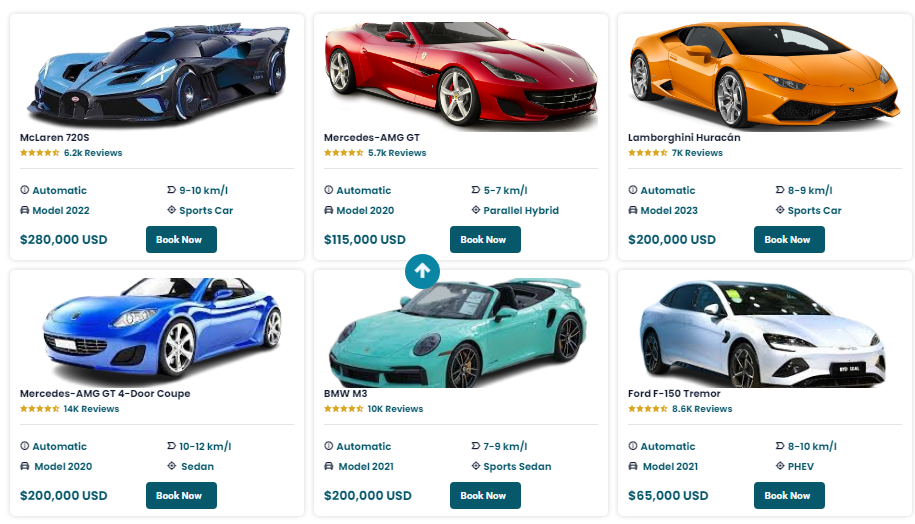 McLaren 720S
6.2k Reviews
Automatic
9-10 km/l
Model 2022
Sports Car
$280,000 USD
Book Now
Mercedes-AMG GT
5.7k Reviews
Automatic
5-7 km/l
Model 2020
Parallel Hybrid
$115,000 USD
Book Now
Lamborghini Huracán
7K Reviews
Automatic
8-9 km/l
Model 2023
Sports Car
$200,000 USD
Book Now
Mercedes-AMG GT 4-Door Coupe
14K Reviews
Automatic
10-12 km/l
Model 2020
Sedan
$200,000 USD
Book Now
BMW M3
10K Reviews
Automatic
7-9 km/l
Model 2021
Sports Sedan
$200,000 USD
Book Now
BYD SEAL
Ford F-150 Tremor
8.6K Reviews
Automatic
8-10 km/l
Model 2021
PHEV
$65,000 USD
Book Now